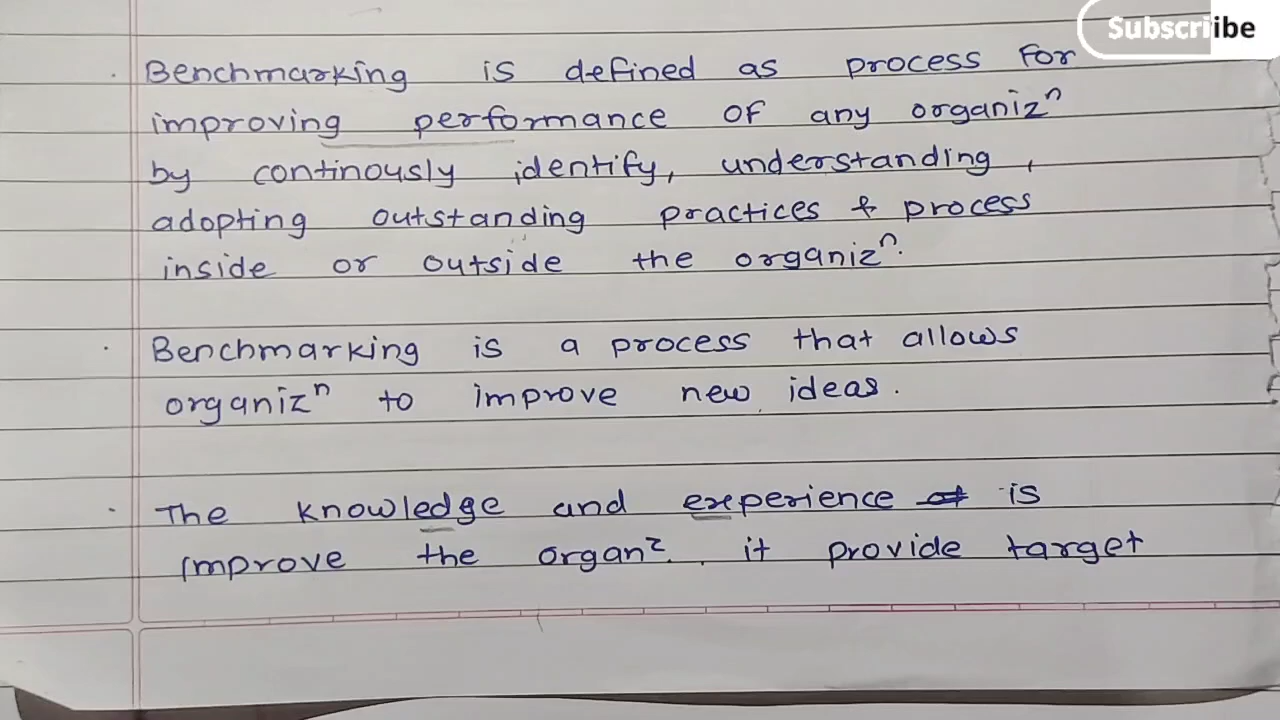 Subscriibe
Benchmarking is defined as process for
improving performance of any organizⁿ
by continously identify, understanding,
adopting outstanding practices & process
inside or outside the organizⁿ.
Benchmarking is a process that allows
organizⁿ to improve new ideas.
The knowledge and experience is
improve the organz. it provide target